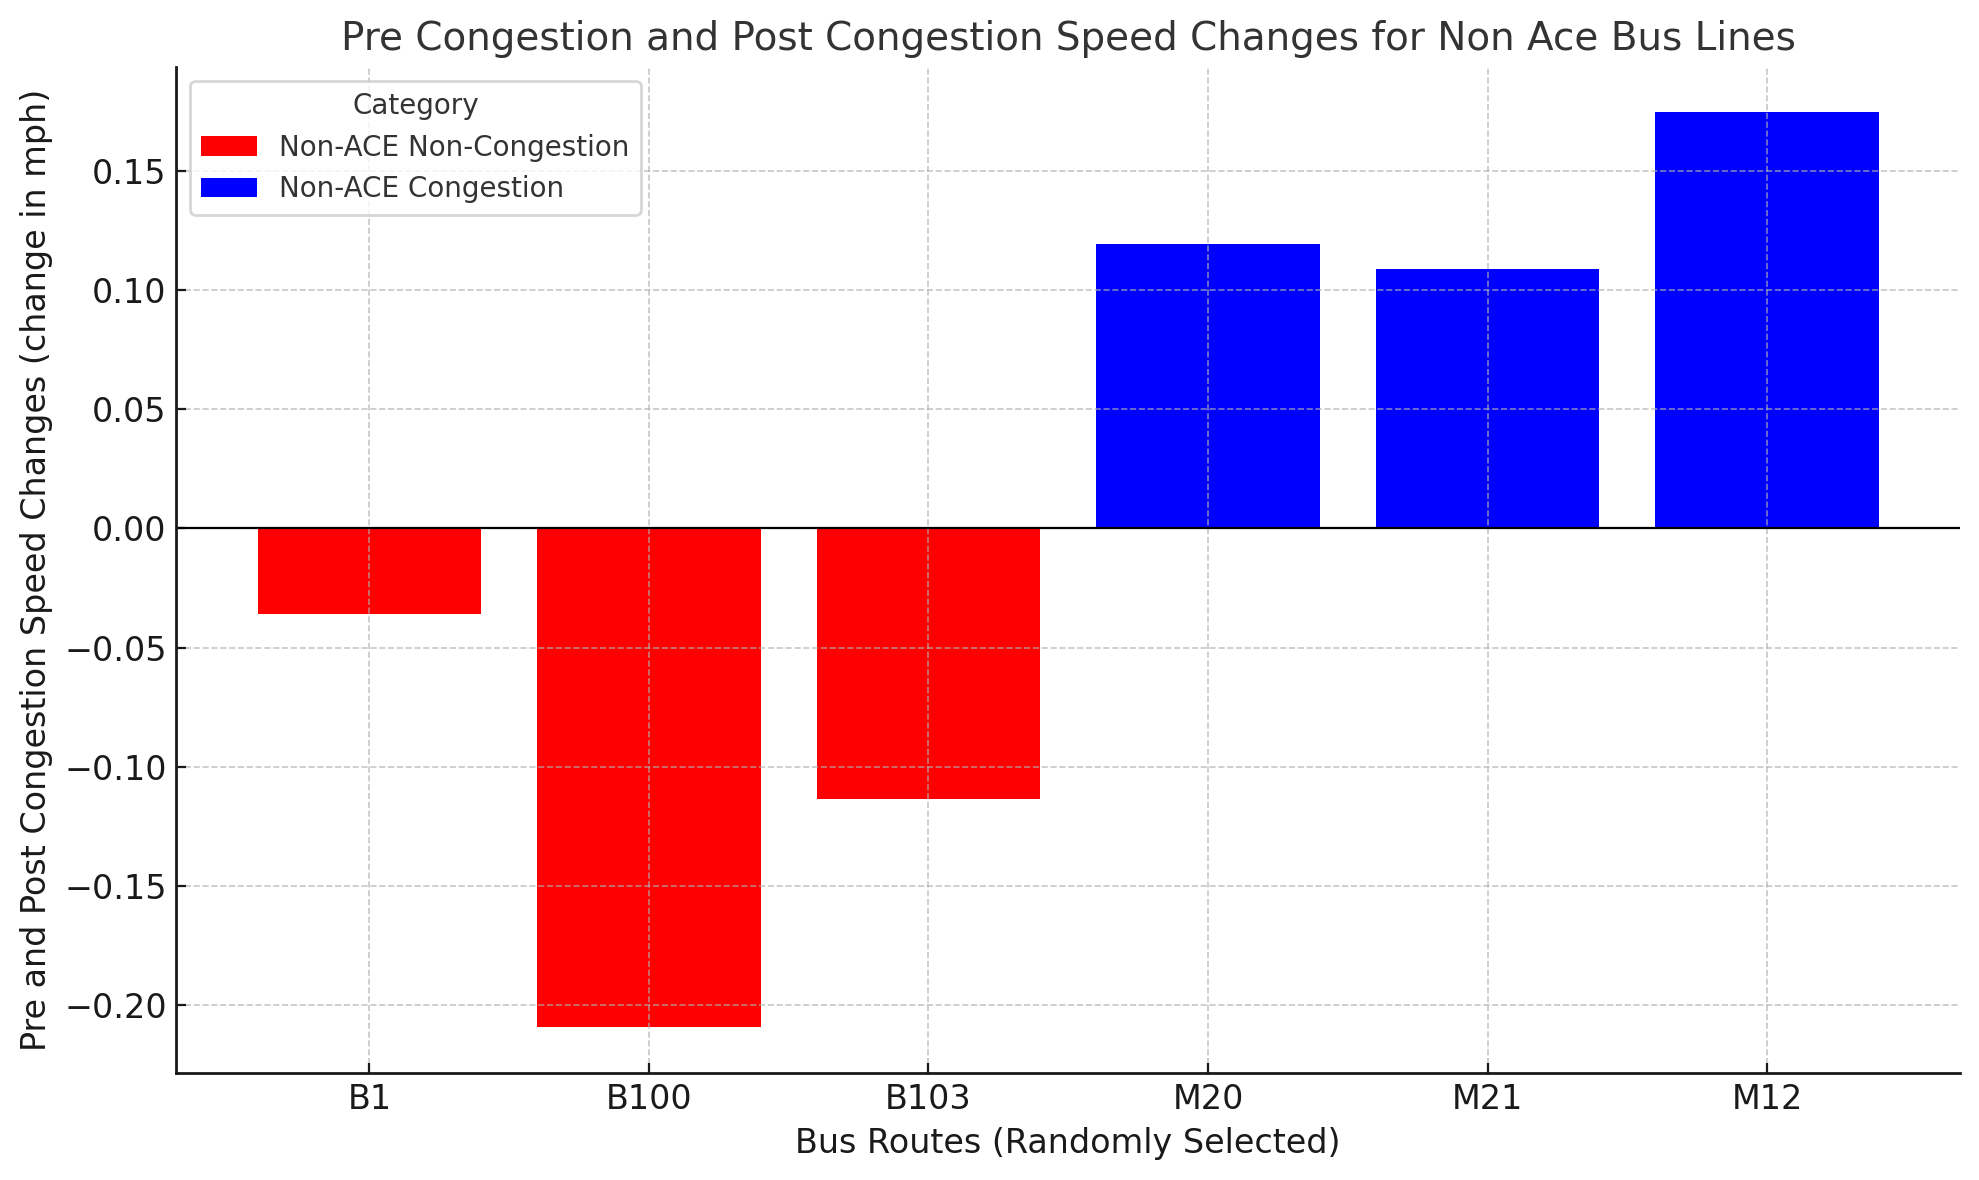 Pre Congestion and Post Congestion Speed Changes for Non Ace Bus Lines
Category
Non-ACE Non-Congestion
Non-ACE Congestion
Pre and Post Congestion Speed Changes (change in mph)
0.15
0.10
0.05
0.00
−0.05
−0.10
−0.15
−0.20
B1 B100 B103 M20 M21 M12
Bus Routes (Randomly Selected)